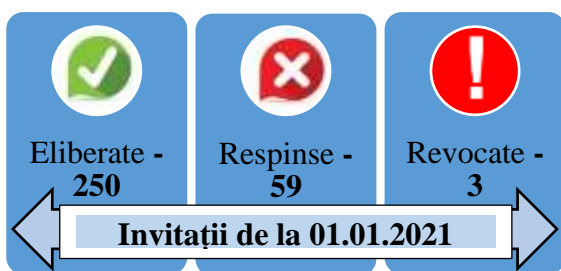 Eliberate -
250
Respinse -
59
Revocate -
3
Invitații de la 01.01.2021